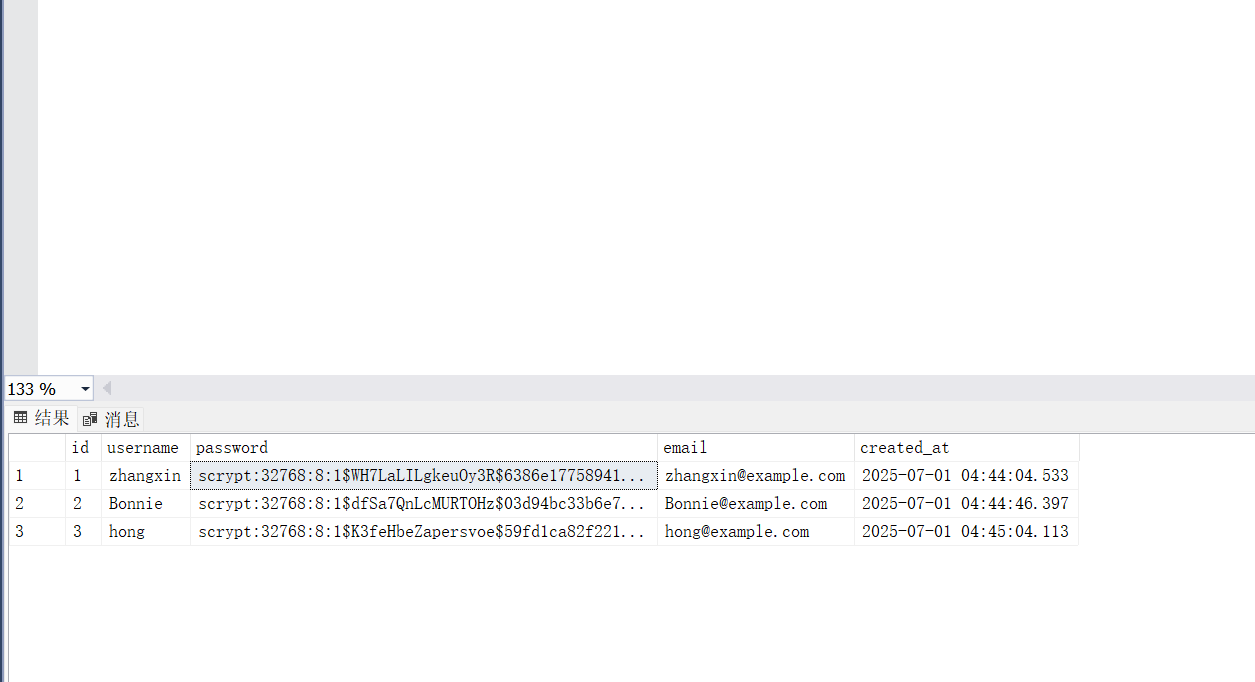 133 %
结果 消息
id username password email created_at
1 1 zhangxin scrypt:32768:8:1$WH7LaLILgkeuOy3R$6386e17758941... zhangxin@example.com 2025-07-01 04:44:04.533
2 2 Bonnie scrypt:32768:8:1$dfSa7QnLcMURTOHz$03d94bc33b6e7... Bonnie@example.com 2025-07-01 04:44:46.397
3 3 hong scrypt:32768:8:1$K3feHbeZapersvoe$59fd1ca82f221... hong@example.com 2025-07-01 04:45:04.113